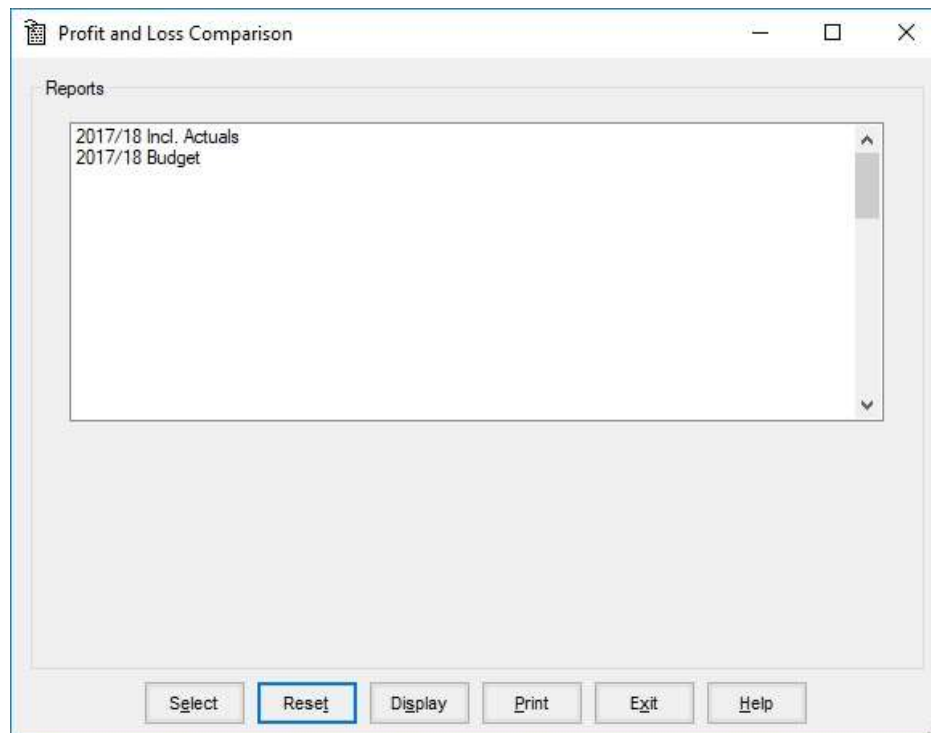 Profit and Loss Comparison
Reports
2017/18 Incl. Actuals
2017/18 Budget
Select Reset Display Print Exit Help